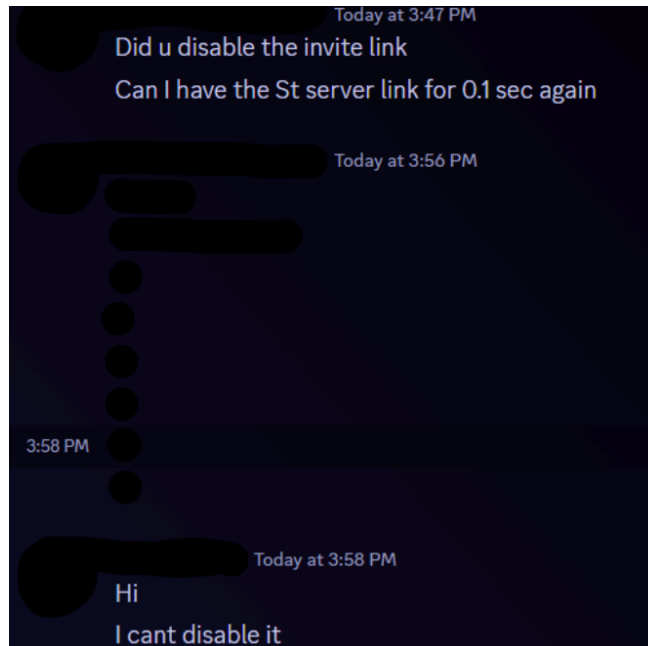 Today at 3:47 PM
Did u disable the invite link
Can I have the St server link for 0.1 sec again
Today at 3:56 PM
3:58 PM
Today at 3:58 PM
Hi
I cant disable it